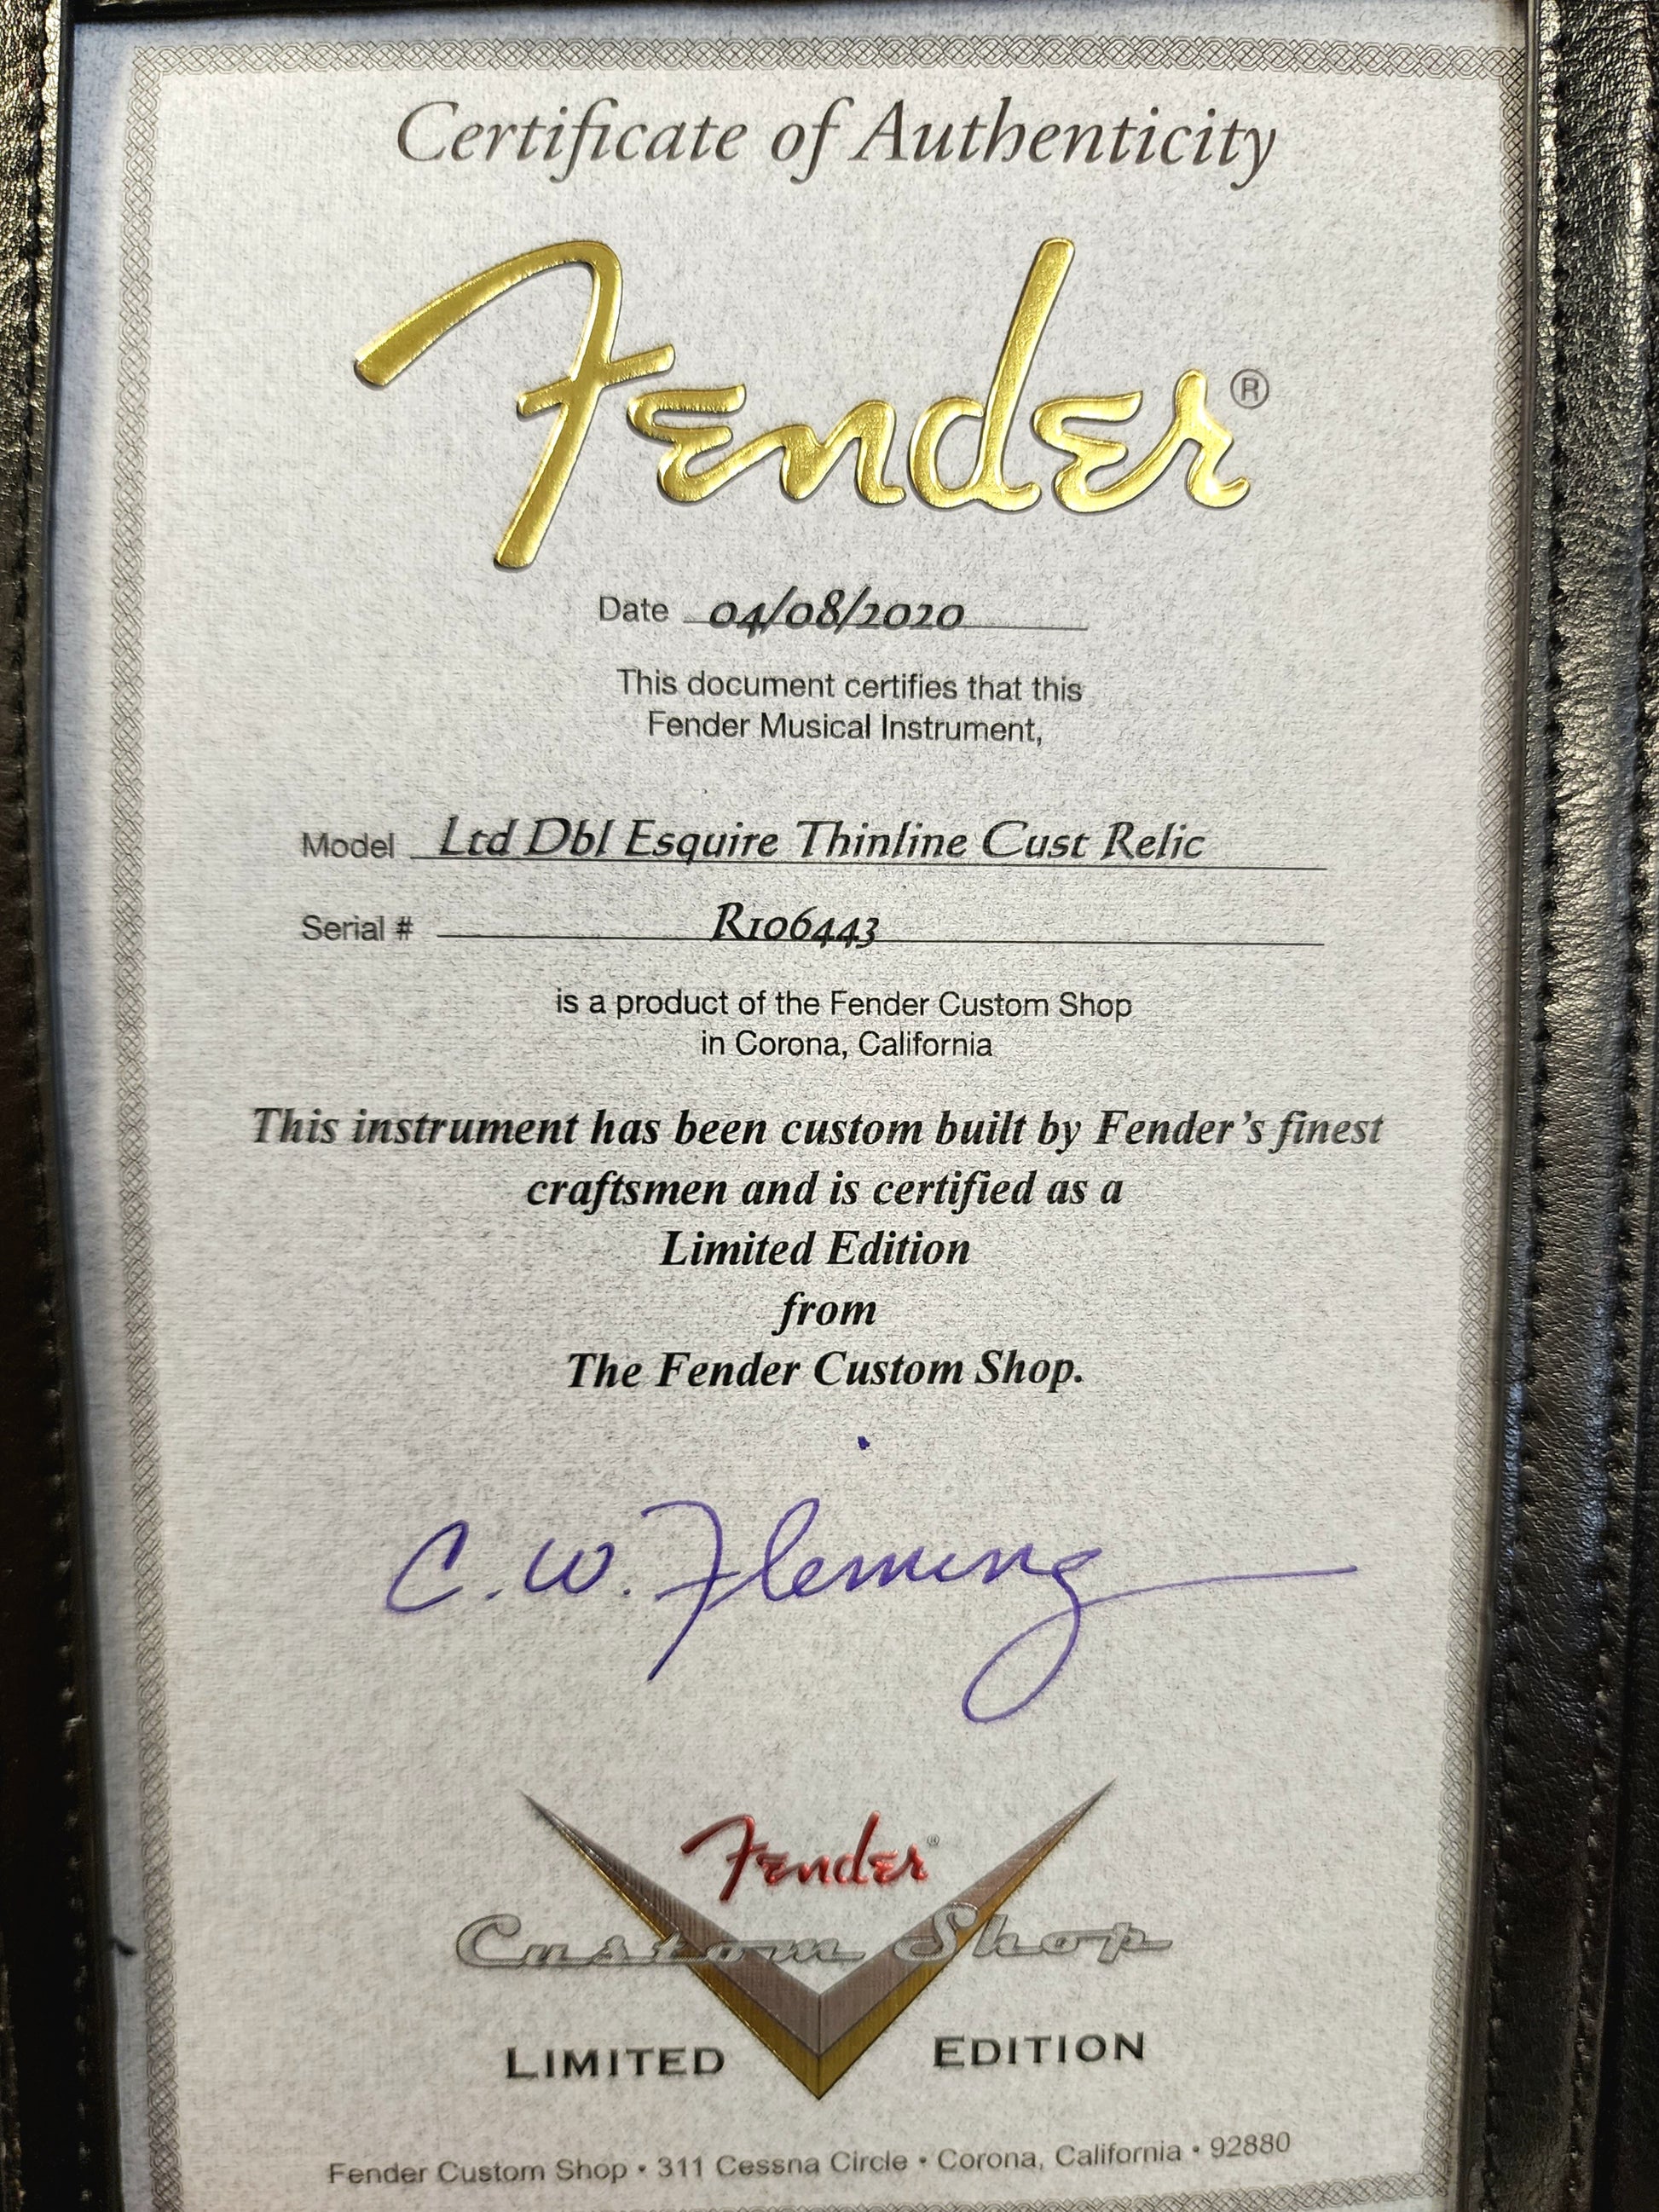 Certificate of Authenticity
Fender®
Date 04/08/2020
This document certifies that this
Fender Musical Instrument,
Model Ltd Dbl Esquire Thinline Cust Relic
Serial # R106443
is a product of the Fender Custom Shop
in Corona, California
This instrument has been custom built by Fender’s finest
craftsmen and is certified as a
Limited Edition
from
The Fender Custom Shop.
C.W. Fleming
Fender®
Custom Shop
LIMITED EDITION
Fender Custom Shop • 311 Cessna Circle • Corona, California • 92880